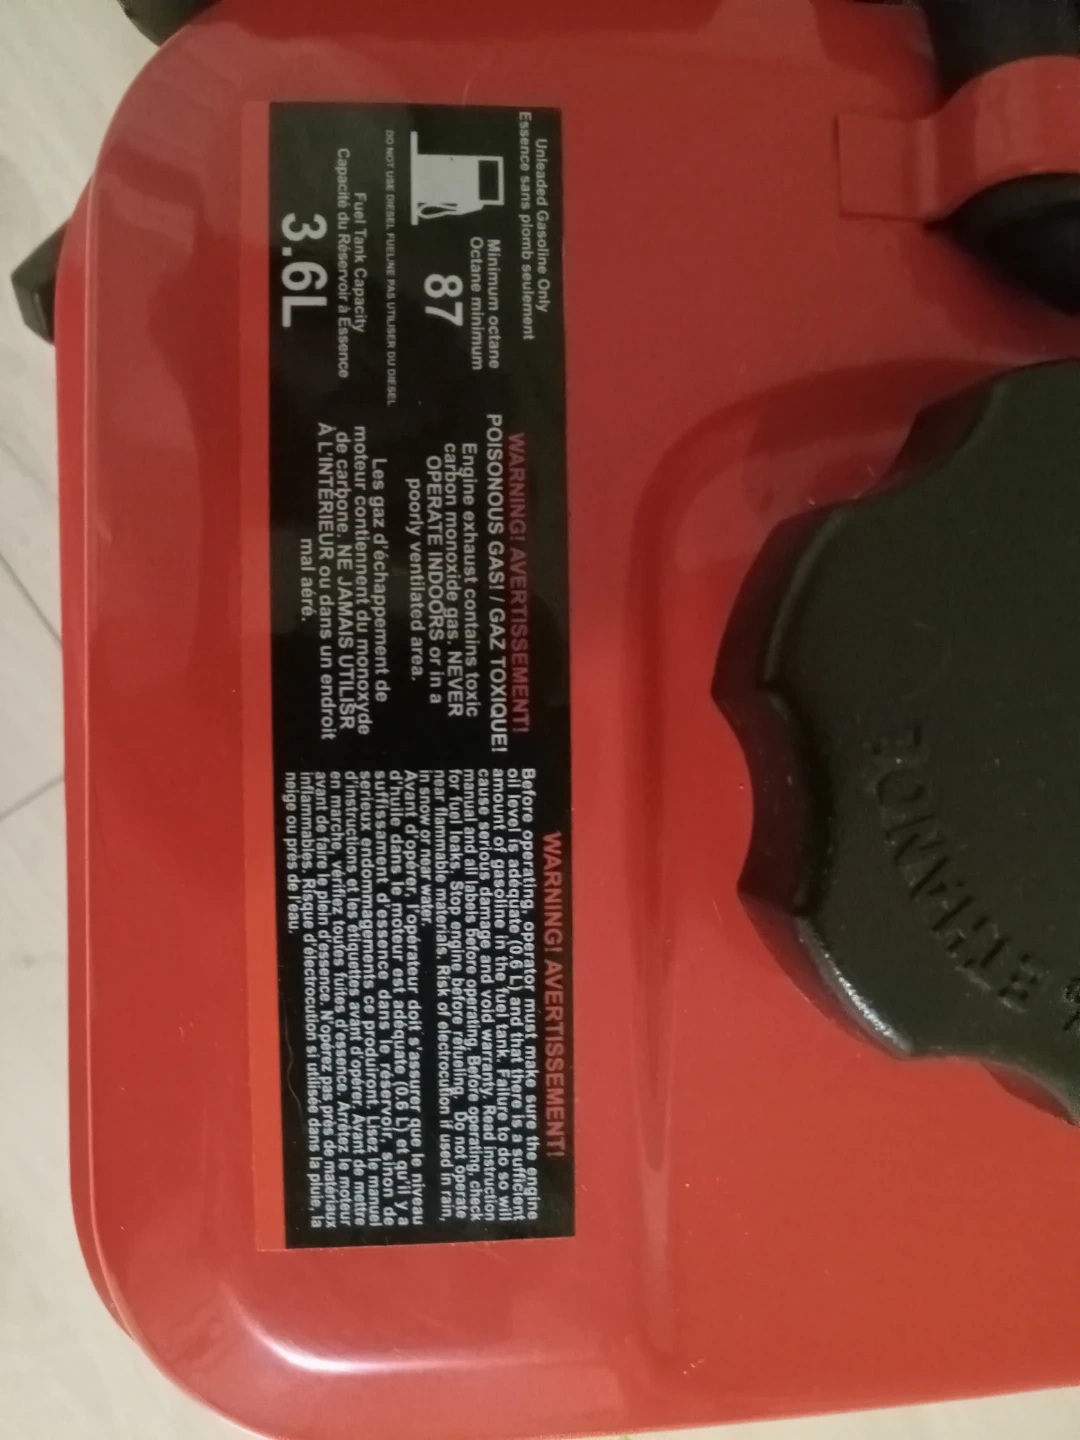 Unleaded Gasoline Only
Essence sans plomb seulement
Minimum octane
Octane minimum
87
DO NOT USE DIESEL FUEL/NE PAS UTILISER DU DIESEL
Fuel Tank Capacity
Capacité du Réservoir à Essence
3.6L
WARNING! AVERTISSEMENT!
POISONOUS GAS! / GAZ TOXIQUE!
Engine exhaust contains toxic
carbon monoxide gas. NEVER
OPERATE INDOORS or in a
poorly ventilated area.
Les gaz d'échappement de
moteur contiennent du monoxyde
de carbone. NE JAMAIS UTILISR
À L'INTÉRIEUR ou dans un endroit
mal aéré.
WARNING! AVERTISSEMENT!
Before operating, operator must make sure the engine
oil level is adequate (0.6 L) and that there is a sufficient
amount of gasoline in the fuel tank. Failure to do so will
cause serious damage and void warranty. Read instruction
manual and all labels before operating. Before operating, check
for fuel leaks. Stop engine before refueling. Do not operate
near flammable materials. Risk of electrocution if used in rain,
in snow or near water.
Avant d'opérer, l'opérateur doit s'assurer que le niveau
d'huile dans le moteur est adéquate (0.6 L) et qu'il y a
suffissament d'essence dans le réservoir, sinon de
serieux endommagements ce produiront. Lisez le manuel
d'instructions et les étiquettes avant d'opérer. Avant de mettre
en marche, vérifiez toutes fuites d'essence. Arrêtez le moteur
avant de faire le plein d'essence. N'opérez pas près de matériaux
inflammables. Risque d'électrocution si utilisée dans la pluie, la
neige ou près de l'eau.